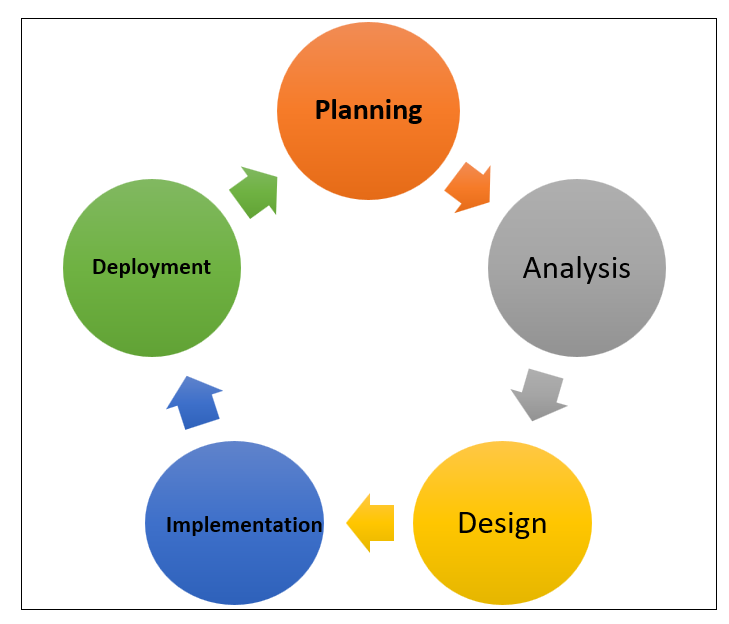 Planning
Analysis
Design
Implementation
Deployment